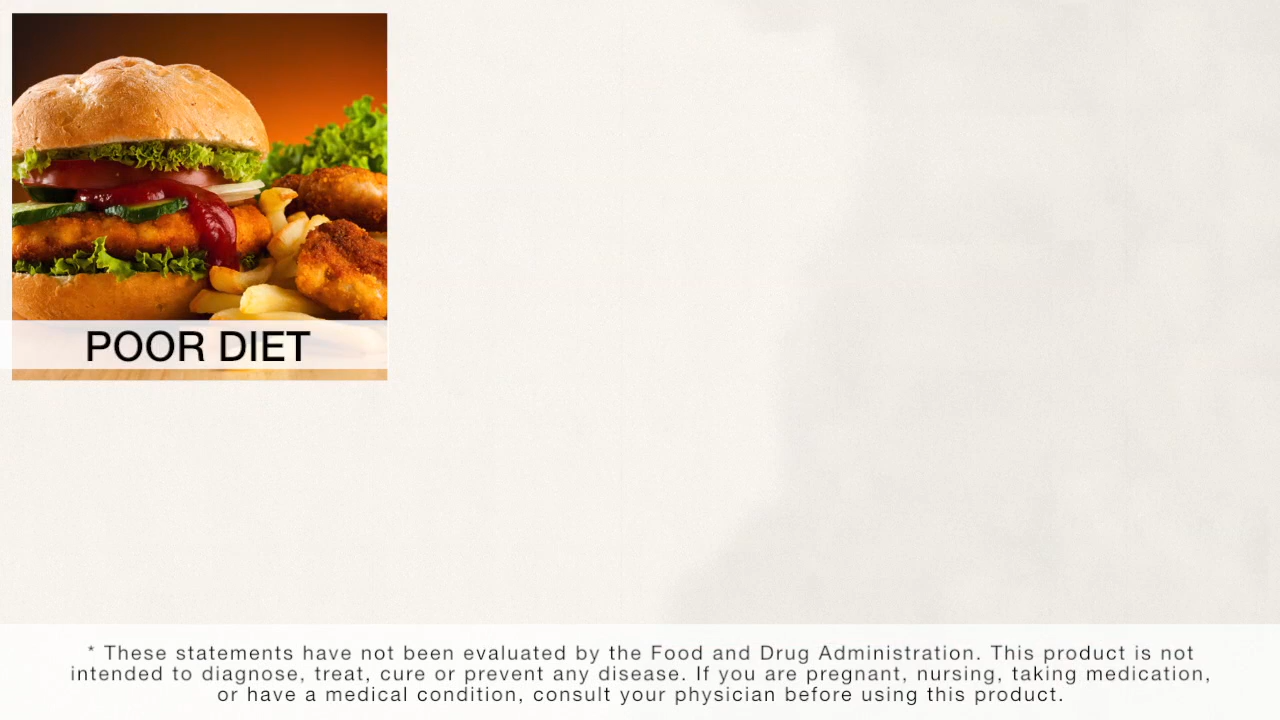 POOR DIET
* These statements have not been evaluated by the Food and Drug Administration. This product is not
intended to diagnose, treat, cure or prevent any disease. If you are pregnant, nursing, taking medication,
or have a medical condition, consult your physician before using this product.